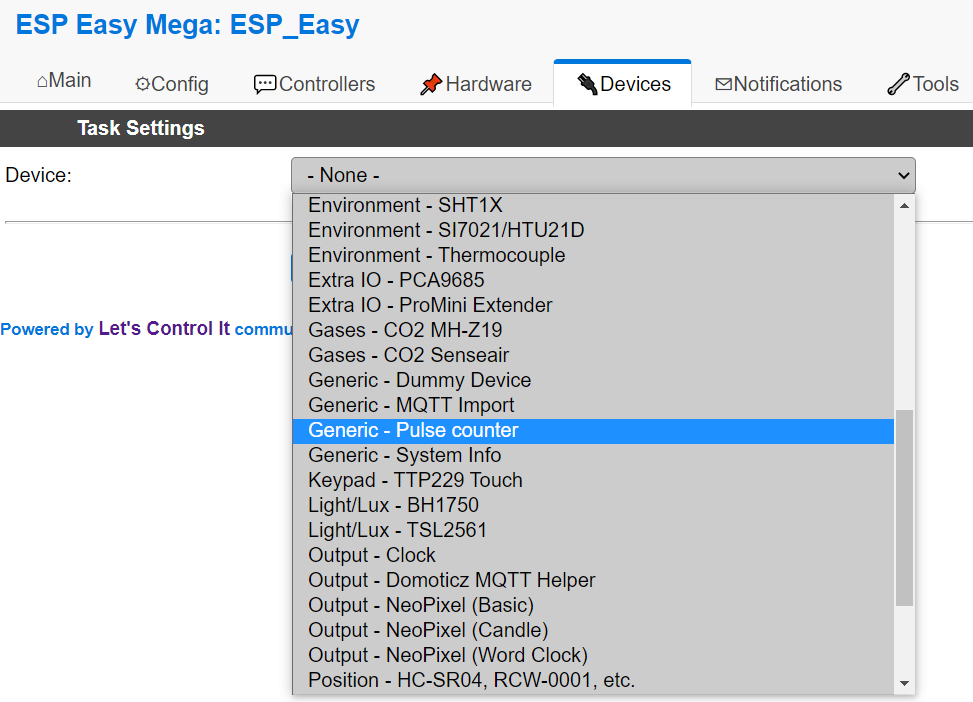 ESP Easy Mega: ESP_Easy
Main
Config
Controllers
Hardware
Devices
Notifications
Tools
Task Settings
Device:
- None -
Environment - SHT1X
Environment - SI7021/HTU21D
Environment - Thermocouple
Extra IO - PCA9685
Extra IO - ProMini Extender
Gases - CO2 MH-Z19
Powered by Let's Control It commu
Gases - CO2 Senseair
Generic - Dummy Device
Generic - MQTT Import
Generic - Pulse counter
Generic - System Info
Keypad - TTP229 Touch
Light/Lux - BH1750
Light/Lux - TSL2561
Output - Clock
Output - Domoticz MQTT Helper
Output - NeoPixel (Basic)
Output - NeoPixel (Candle)
Output - NeoPixel (Word Clock)
Position - HC-SR04, RCW-0001, etc.